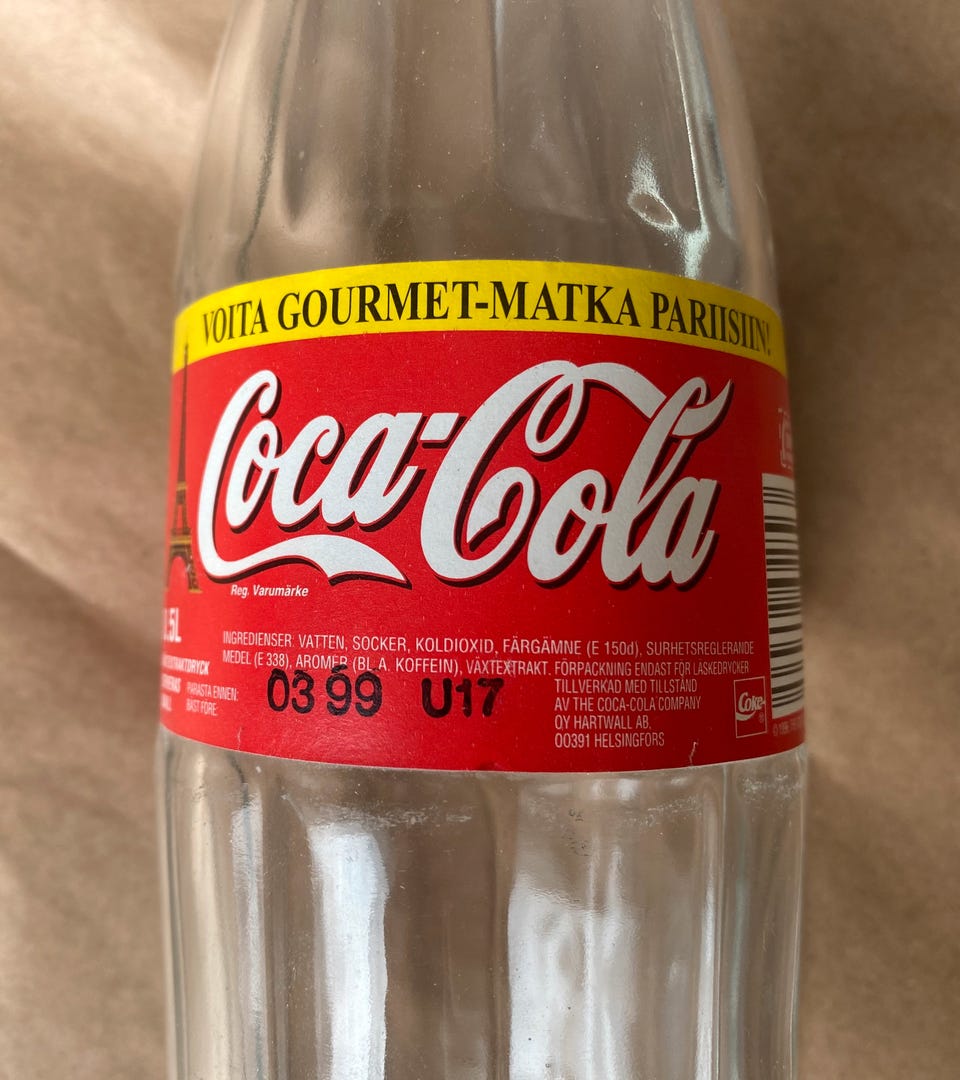 VOITA GOURMET-MATKA PARIISIIN!
Coca-Cola
Reg. Varumärke
.5L
INGREDIENSER: VATTEN, SOCKER, KOLDIOXID, FÄRGÄMNE (E 150d), SURHETSREGLERANDE
MEDEL (E 338), AROMER (BL.A. KOFFEIN), VÄXTEXTRAKT. FÖRPACKNING ENDAST FÖR LÄSKEDRYCKER
PARASTA ENNEN:
BÄST FÖRE:
03 99 U17
TILLVERKAD MED TILLSTÅND
AV THE COCA-COLA COMPANY
OY HARTWALL AB,
00391 HELSINGFORS
Coke